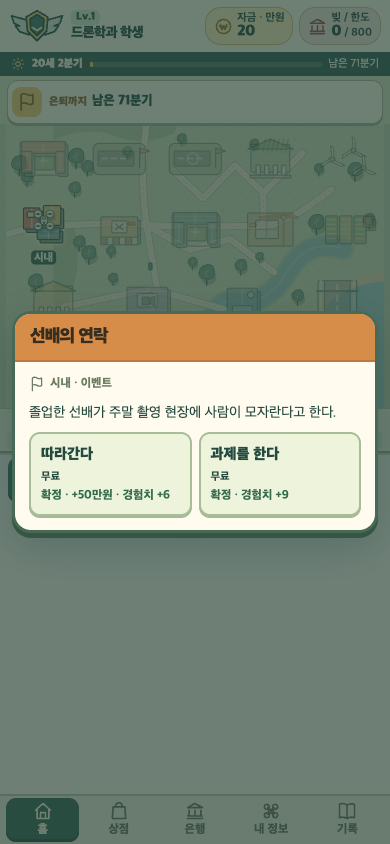 Lv.1
드론학과 학생
자금 · 만원
20
빚 / 한도
0 / 800
20세 2분기
남은 71분기
은퇴까지 남은 71분기
시내
선배의 연락
시내 · 이벤트
졸업한 선배가 주말 촬영 현장에 사람이 모자란다고 한다.
따라간다
무료
확정 · +50만원 · 경험치 +6
과제를 한다
무료
확정 · 경험치 +9
홈
상점
은행
내 정보
기록